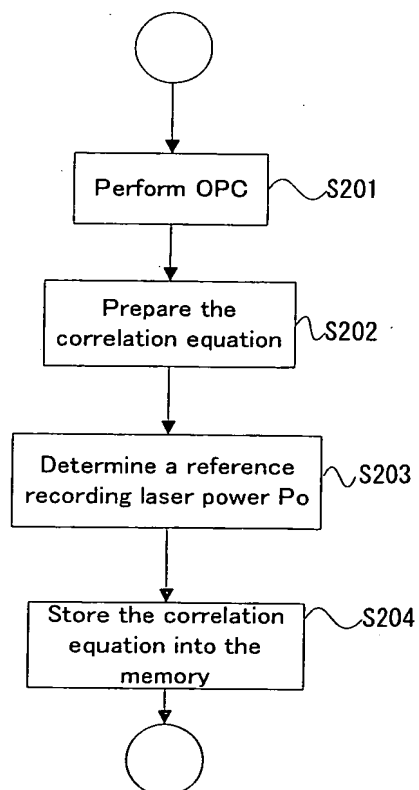 Perform OPC
S201
Prepare the
correlation equation
S202
Determine a reference
recording laser power Po
S203
Store the correlation
equation into the
memory
S204